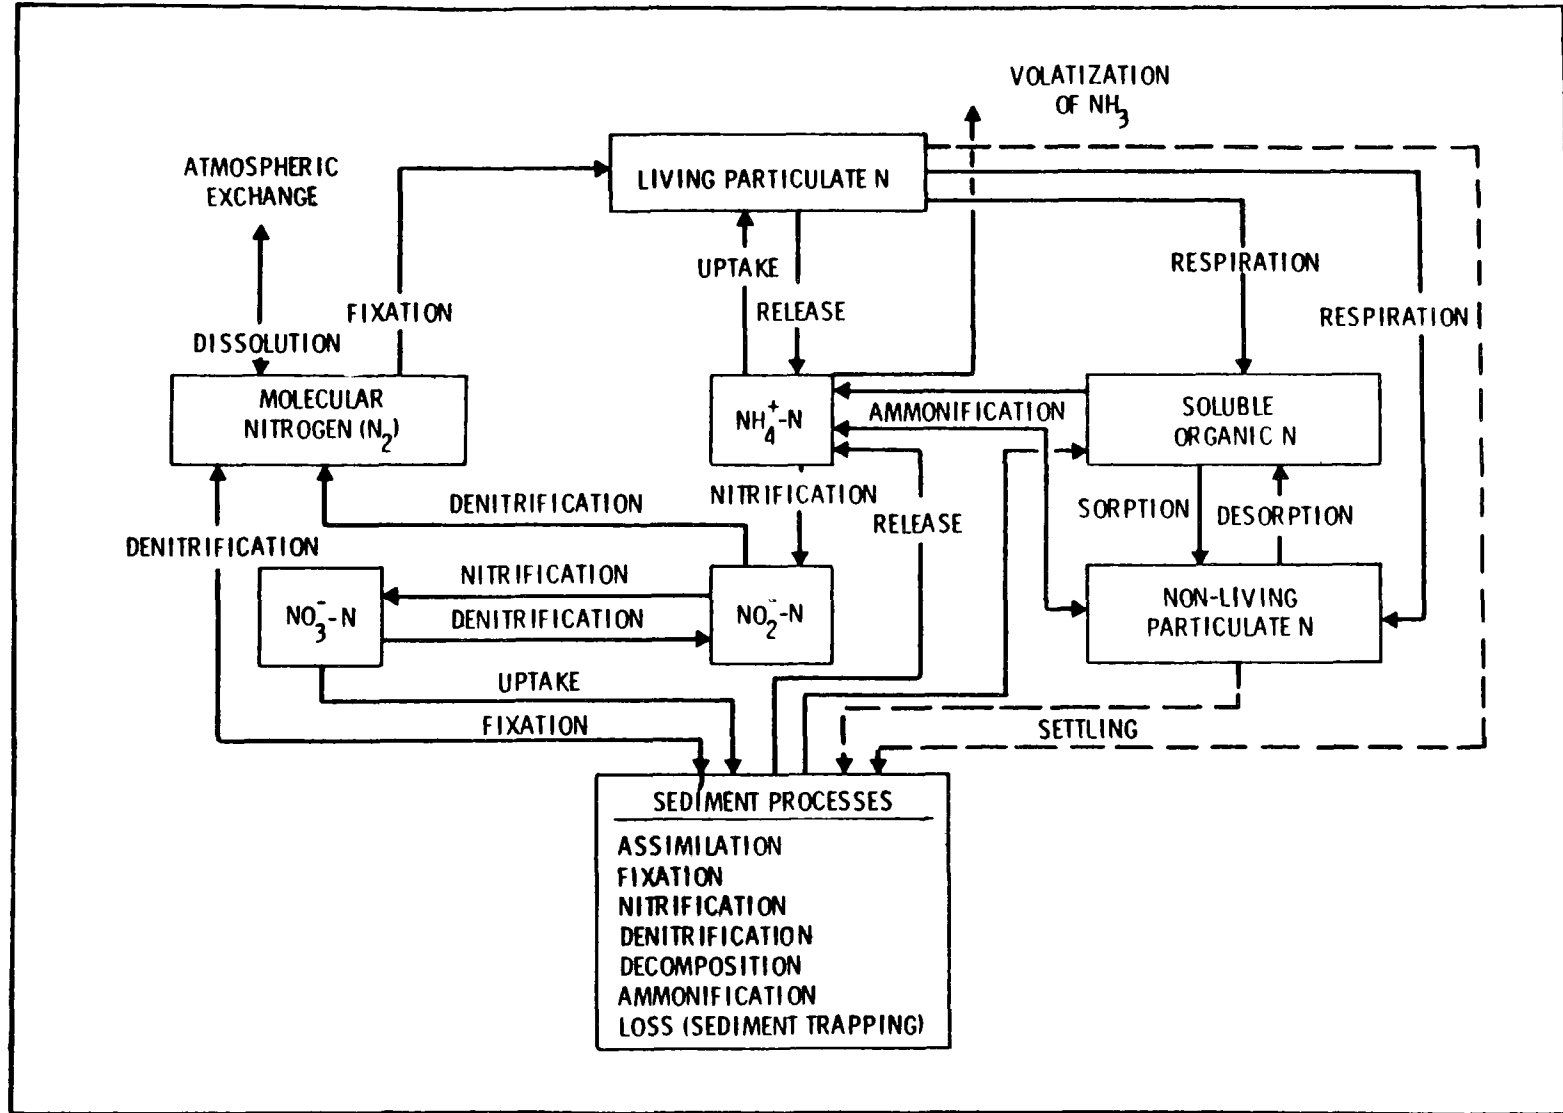 VOLATIZATION
OF NH3
ATMOSPHERIC
EXCHANGE
LIVING PARTICULATE N
UPTAKE
RESPIRATION
FIXATION
RELEASE
RESPIRATION
DISSOLUTION
MOLECULAR
NITROGEN (N2)
NH4+-N
AMMONIFICATION
SOLUBLE
ORGANIC N
DENITRIFICATION
NITRIFICATION
RELEASE
SORPTION
DESORPTION
DENITRIFICATION
NITRIFICATION
NO3--N
DENITRIFICATION
NO2--N
NON-LIVING
PARTICULATE N
UPTAKE
FIXATION
SETTLING
SEDIMENT PROCESSES
ASSIMILATION
FIXATION
NITRIFICATION
DENITRIFICATION
DECOMPOSITION
AMMONIFICATION
LOSS (SEDIMENT TRAPPING)